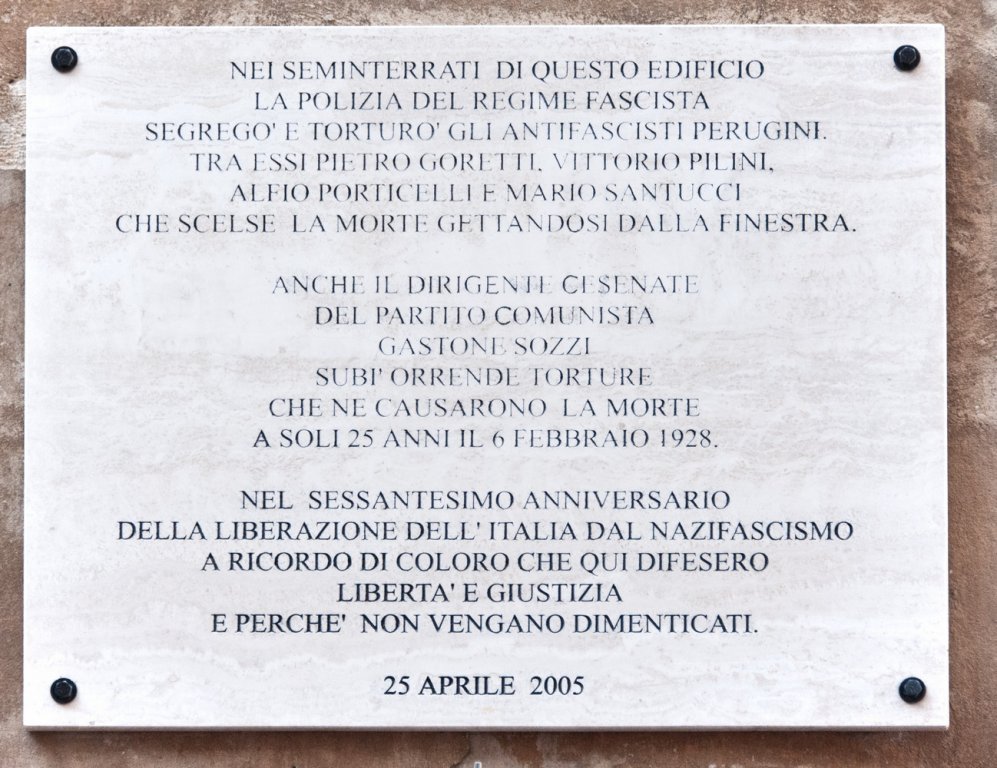 NEI SEMINTERRATI DI QUESTO EDIFICIO
LA POLIZIA DEL REGIME FASCISTA
SEGREGO' E TORTURO' GLI ANTIFASCISTI PERUGINI.
TRA ESSI PIETRO GORETTI, VITTORIO PILINI,
ALFIO PORTICELLI E MARIO SANTUCCI
CHE SCELSE LA MORTE GETTANDOSI DALLA FINESTRA.
ANCHE IL DIRIGENTE CESENATE
DEL PARTITO COMUNISTA
GASTONE SOZZI
SUBI' ORRENDE TORTURE
CHE NE CAUSARONO LA MORTE
A SOLI 25 ANNI IL 6 FEBBRAIO 1928.
NEL SESSANTESIMO ANNIVERSARIO
DELLA LIBERAZIONE DELL' ITALIA DAL NAZIFASCISMO
A RICORDO DI COLORO CHE QUI DIFESERO
LIBERTA' E GIUSTIZIA
E PERCHE' NON VENGANO DIMENTICATI.
25 APRILE 2005